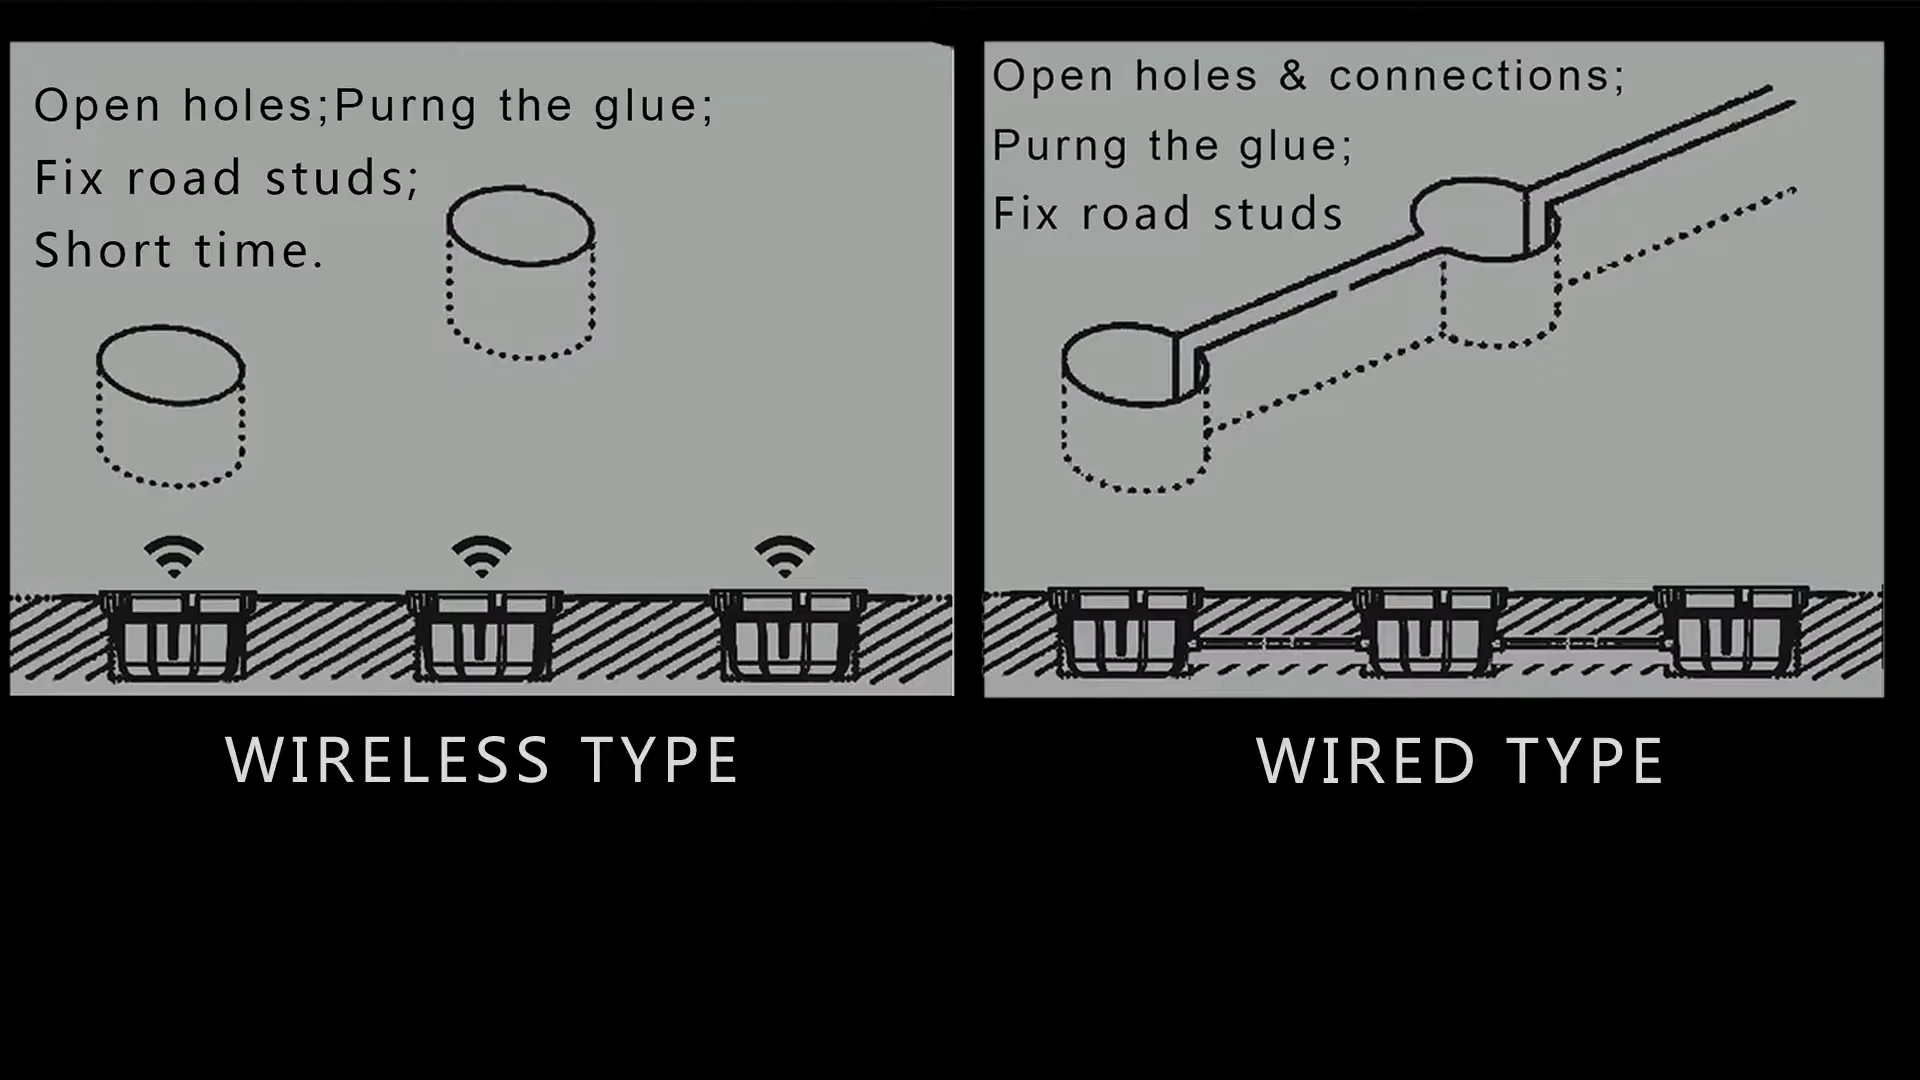 Open holes;Purng the glue;
Fix road studs;
Short time.
WIRELESS TYPE
Open holes & connections;
Purng the glue;
Fix road studs
WIRED TYPE